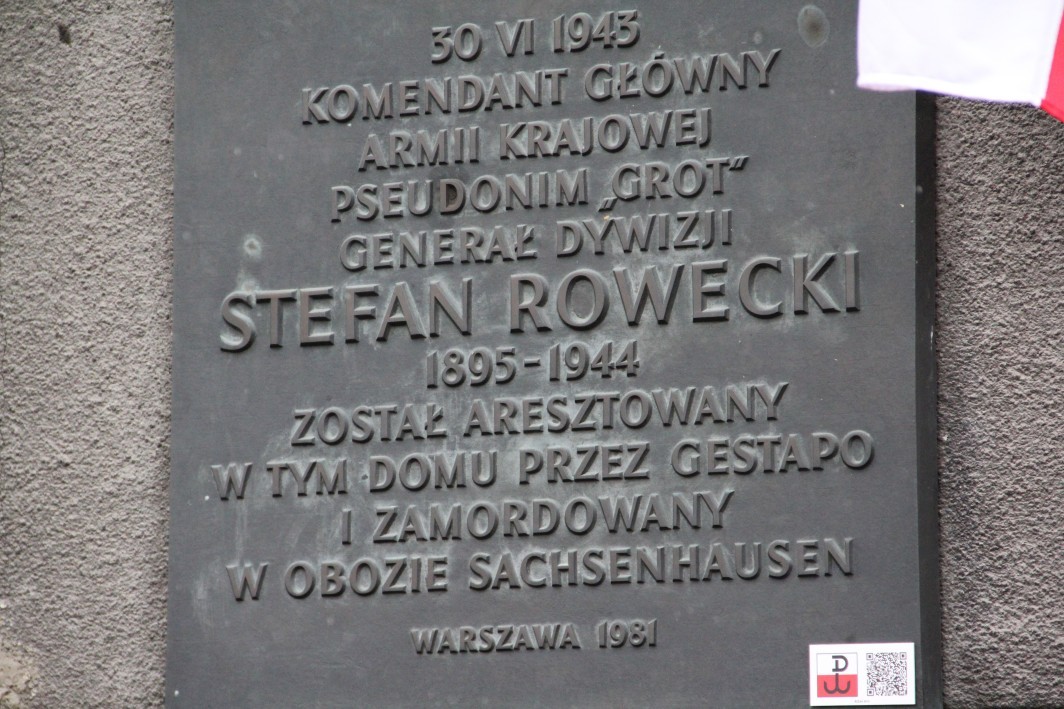 30 VI 1943
KOMENDANT GŁÓWNY
ARMII KRAJOWEJ
PSEUDONIM „GROT”
GENERAŁ DYWIZJI
STEFAN ROWECKI
1895-1944
ZOSTAŁ ARESZTOWANY
W TYM DOMU PRZEZ GESTAPO
I ZAMORDOWANY
W OBOZIE SACHSENHAUSEN
WARSZAWA 1981